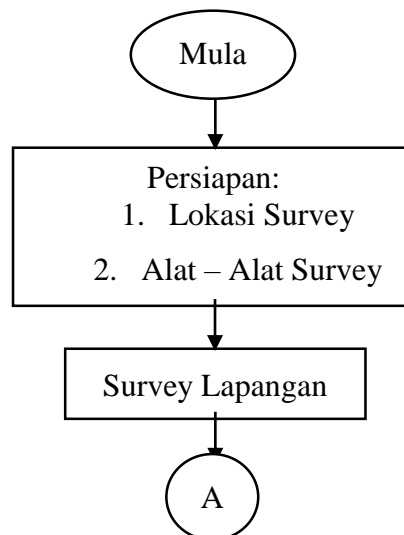 Mula
Persiapan:
1. Lokasi Survey
2. Alat – Alat Survey
Survey Lapangan
A